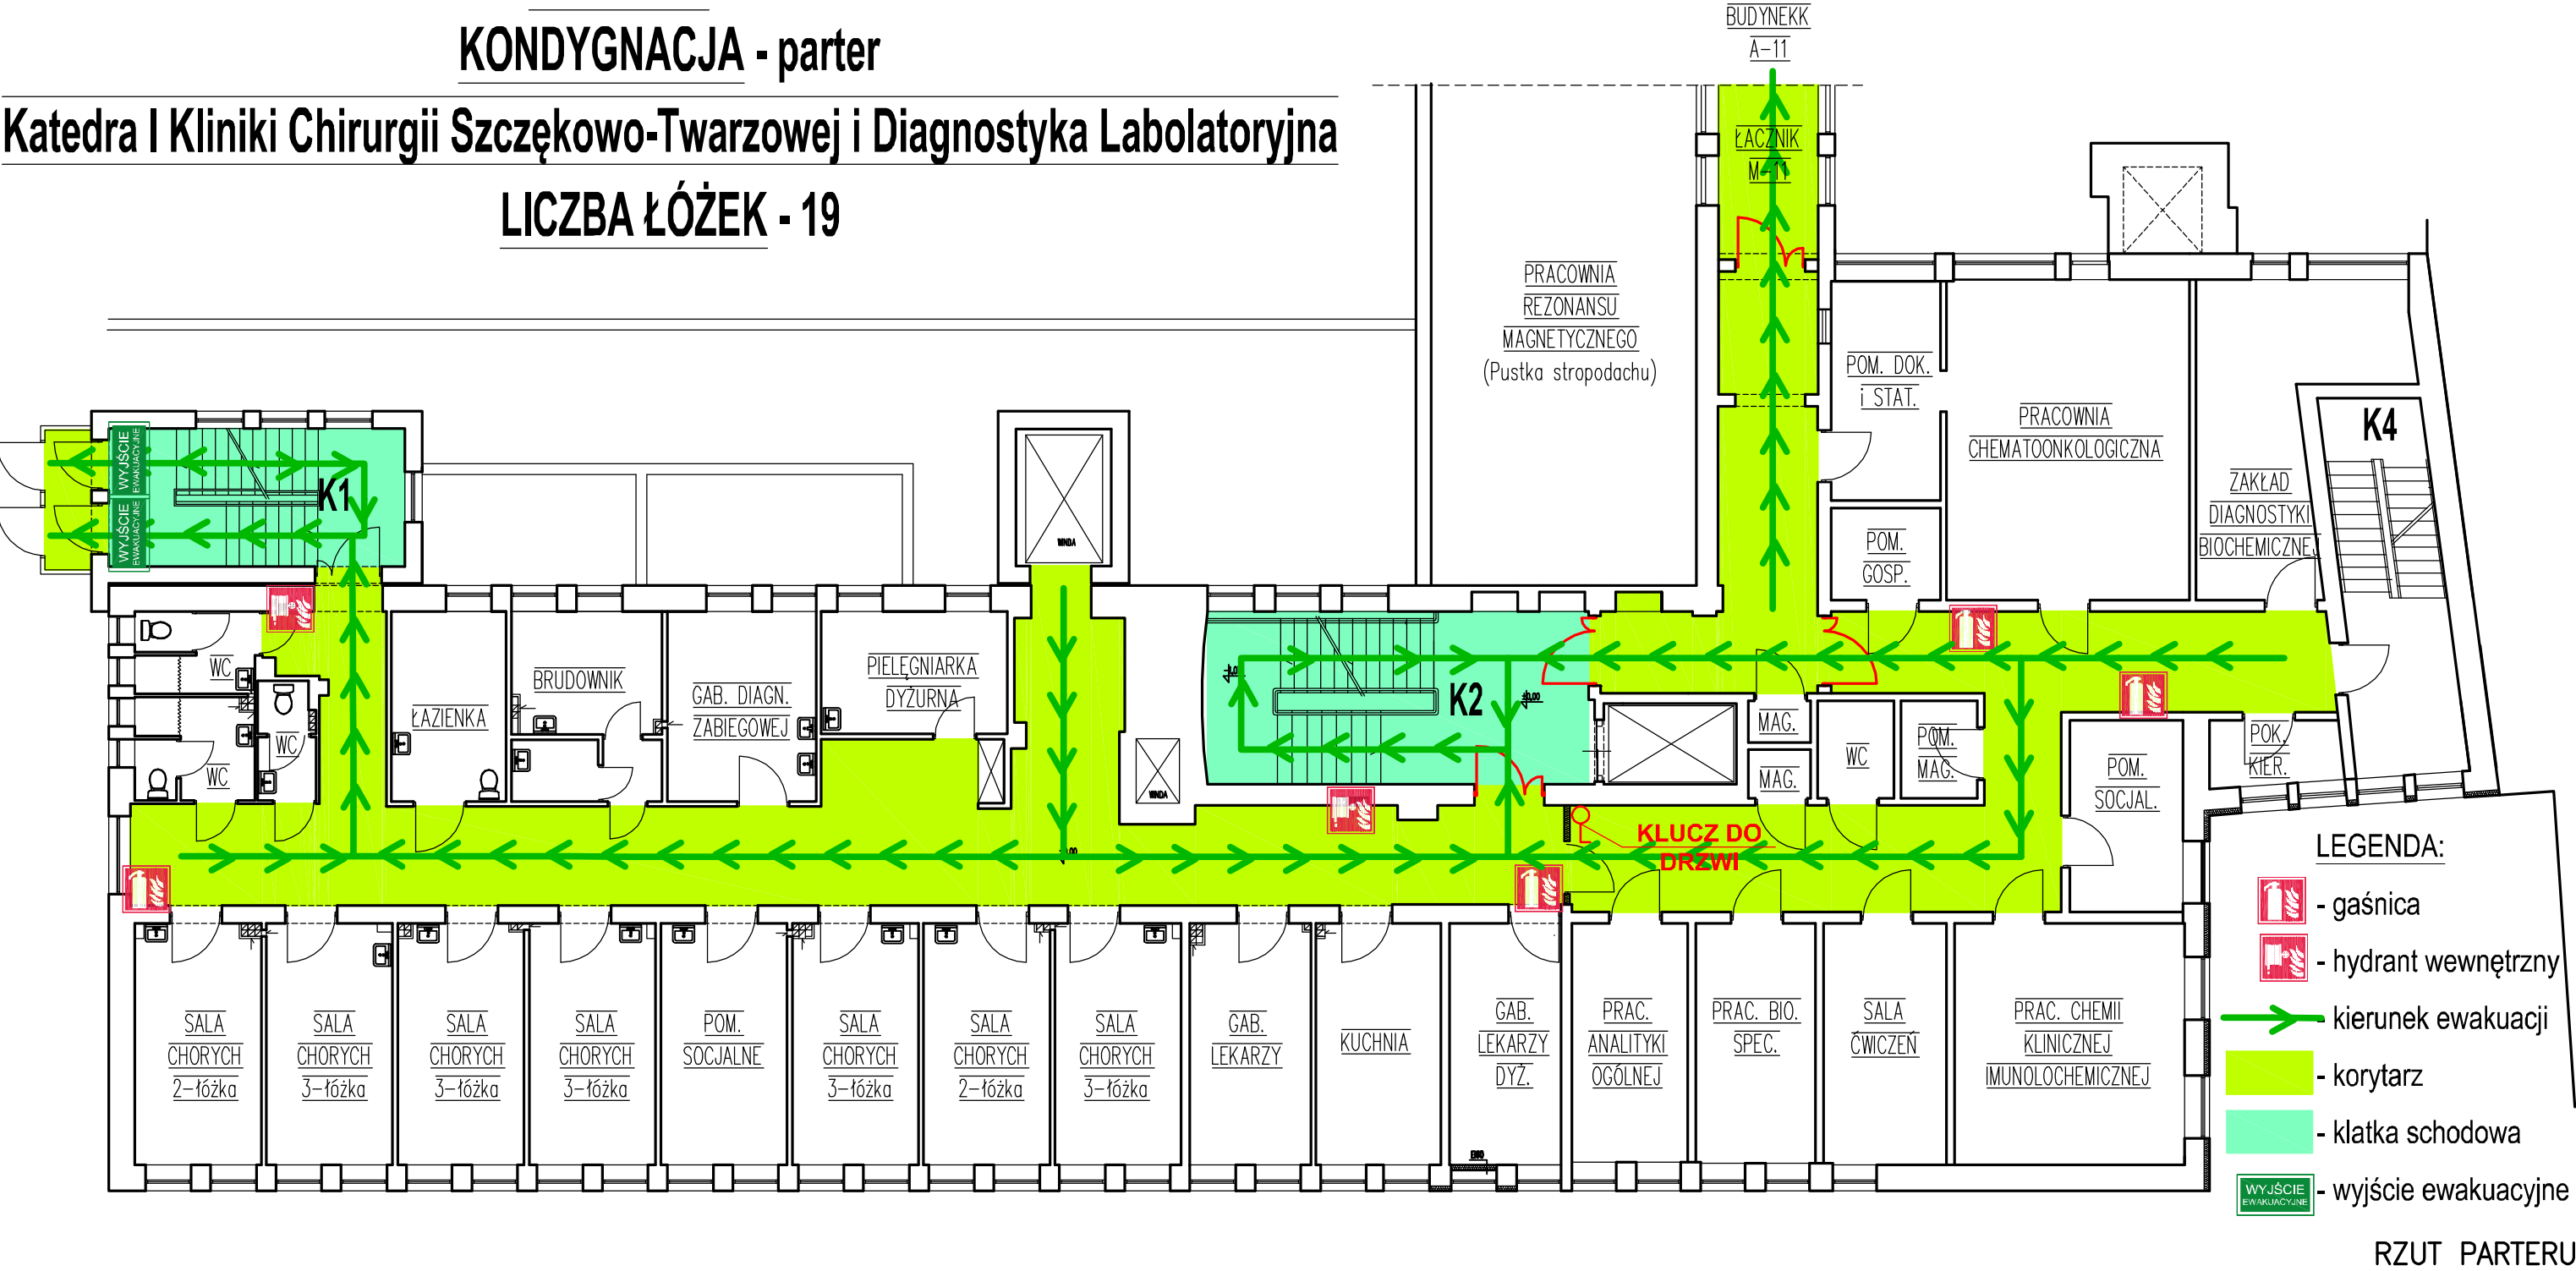 KONDYGNACJA - parter
Katedra I Kliniki Chirurgii Szczękowo-Twarzowej i Diagnostyka Labolatoryjna
LICZBA ŁÓŻEK - 19
BUDYNEKK
A-11
ŁACZNIK
M-11
PRACOWNIA
REZONANSU
MAGNETYCZNEGO
(Pustka stropodachu)
POM. DOK.
i STAT.
PRACOWNIA
CHEMATOONKOLOGICZNA
K4
ZAKŁAD
DIAGNOSTYKI
BIOCHEMICZNEJ
POM.
GOSP.
WYJŚCIE
EWAKUACYJNE
WYJŚCIE
EWAKUACYJNE
K1
WINDA
WC
WC
WC
ŁAZIENKA
BRUDOWNIK
GAB. DIAGN.
ZABIEGOWEJ
PIELĘGNIARKA
DYŻURNA
WINDA
K2
±0.00
MAG.
MAG.
WC
POM.
MAG.
POM.
SOCJAL.
POK.
KIER.
KLUCZ DO
DRZWI
SALA
CHORYCH
2-łóżka
SALA
CHORYCH
3-łóżka
SALA
CHORYCH
3-łóżka
SALA
CHORYCH
3-łóżka
POM.
SOCJALNE
SALA
CHORYCH
3-łóżka
SALA
CHORYCH
2-łóżka
SALA
CHORYCH
3-łóżka
GAB.
LEKARZY
KUCHNIA
GAB.
LEKARZY
DYŻ.
PRAC.
ANALITYKI
OGÓLNEJ
PRAC. BIO.
SPEC.
SALA
ĆWICZEŃ
PRAC. CHEMII
KLINICZNEJ
IMUNOLOCHEMICZNEJ
LEGENDA:
- gaśnica
- hydrant wewnętrzny
- kierunek ewakuacji
- korytarz
- klatka schodowa
WYJŚCIE
EWAKUACYJNE
- wyjście ewakuacyjne
RZUT PARTERU